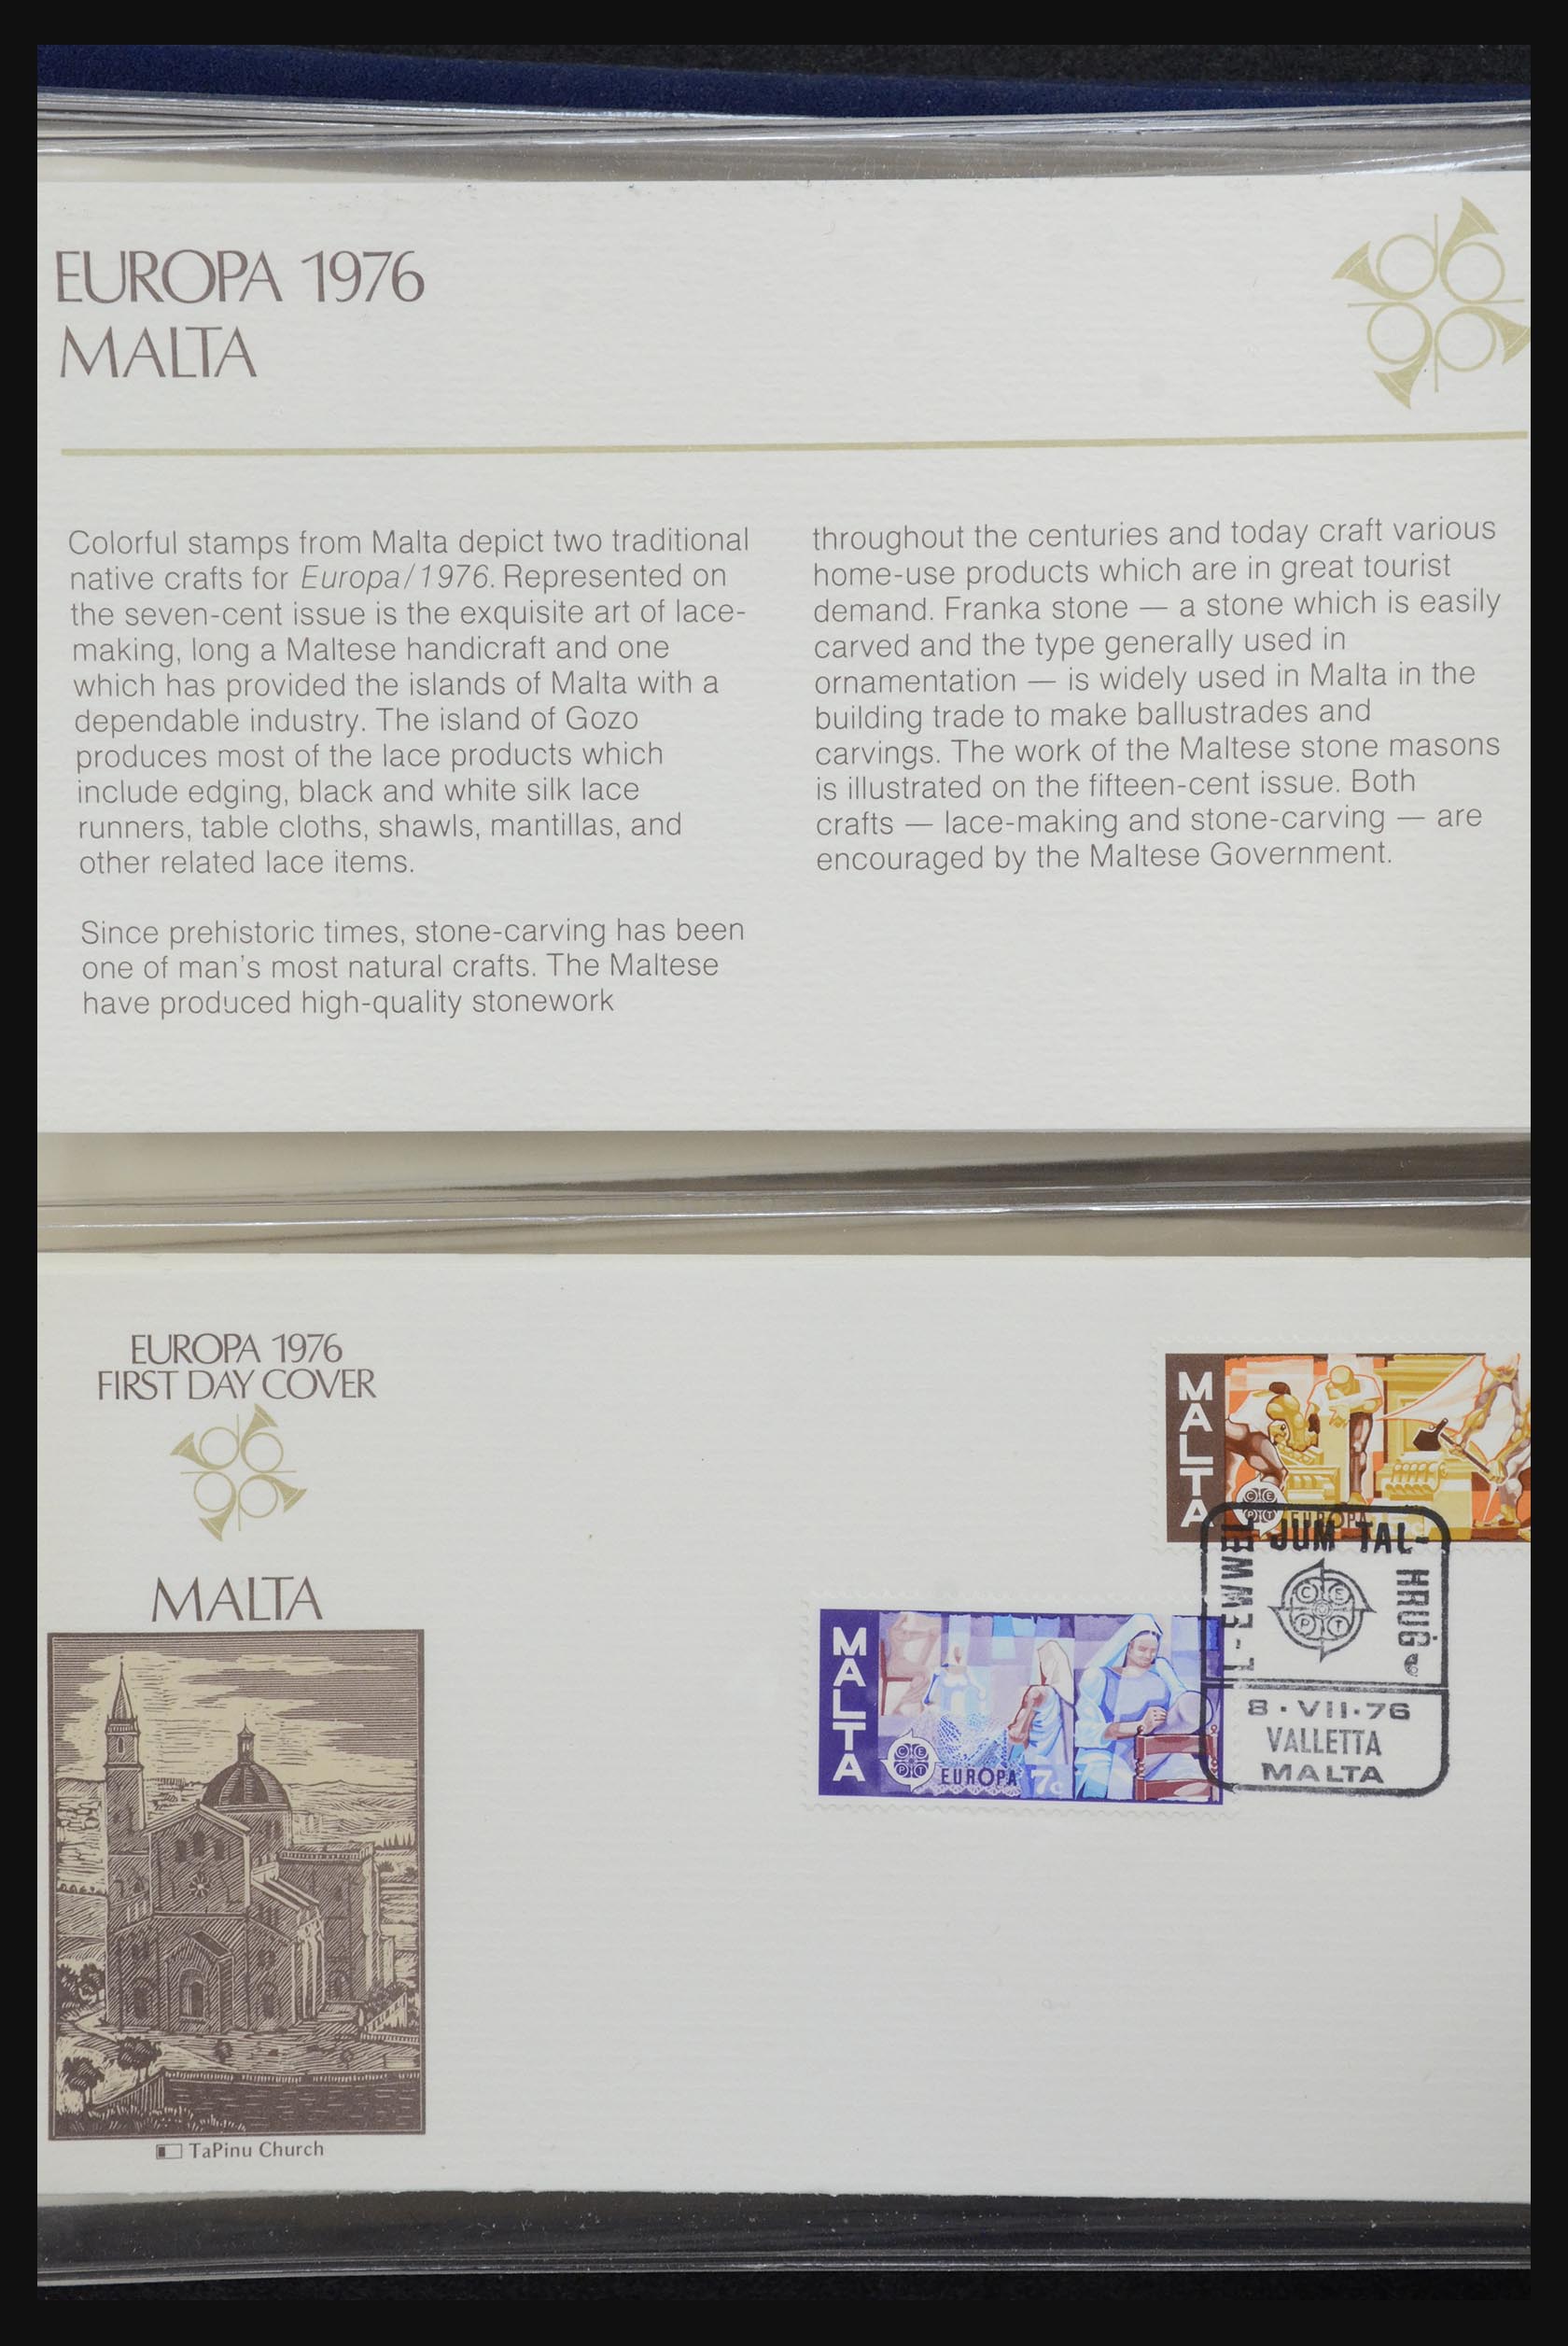 EUROPA 1976
MALTA
Colorful stamps from Malta depict two traditional
native crafts for Europa/1976. Represented on
the seven-cent issue is the exquisite art of lace-
making, long a Maltese handicraft and one
which has provided the islands of Malta with a
dependable industry. The island of Gozo
produces most of the lace products which
include edging, black and white silk lace
runners, table cloths, shawls, mantillas, and
other related lace items.
Since prehistoric times, stone-carving has been
one of man's most natural crafts. The Maltese
have produced high-quality stonework
throughout the centuries and today craft various
home-use products which are in great tourist
demand. Franka stone — a stone which is easily
carved and the type generally used in
ornamentation — is widely used in Malta in the
building trade to make ballustrades and
carvings. The work of the Maltese stone masons
is illustrated on the fifteen-cent issue. Both
crafts — lace-making and stone-carving — are
encouraged by the Maltese Government.
EUROPA 1976
FIRST DAY COVER
MALTA
TaPinu Church
MALTA
CEPT
EUROPA
MALTA
CEPT
EUROPA 7c
JUM TAL-
HRUĠ
CEPT
8·VII·76
VALLETTA
MALTA